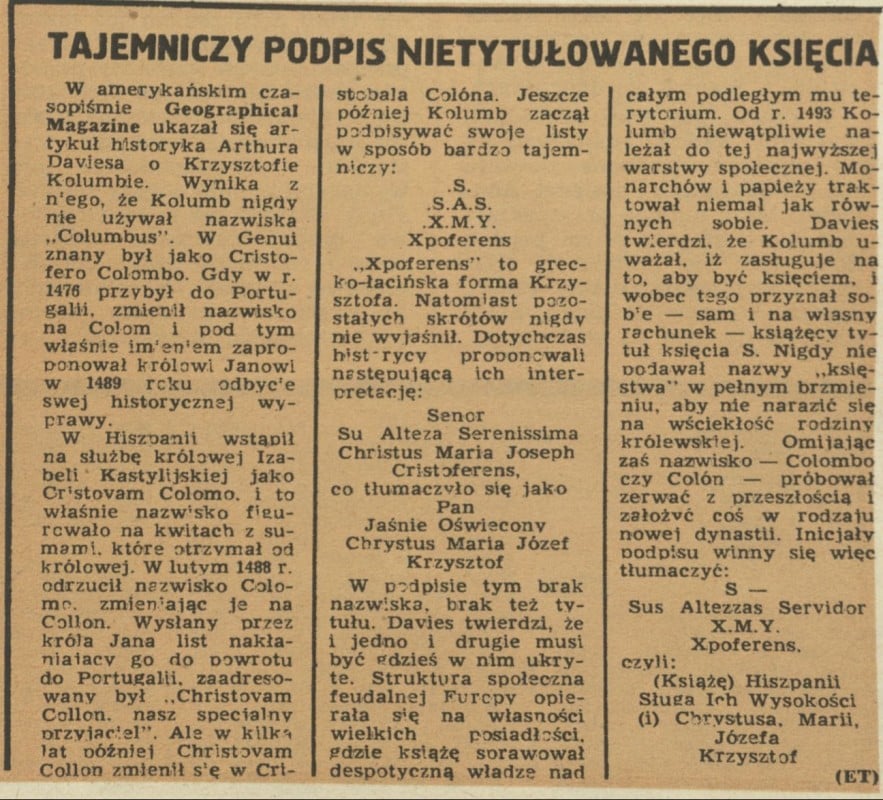 TAJEMNICZY PODPIS NIETYTUŁOWANEGO KSIĘCIA
W amerykańskim cza-
sopiśmie Geographical
Magazine ukazał się ar-
tykuł historyka Arthura
Daviesa o Krzysztofie
Kolumbie. Wynika z
n'ego, że Kolumb nigdy
nie używał nazwiska
„Columbus". W Genui
znany był jako Cristo-
fero Colombo. Gdy w r.
1476 przybył do Portu-
galii, zmienił nazwisko
na Colom i pod tym
właśnie im'en'em zapro-
ponował królowi Janowi
w 1489 roku odbyc'e
swej historycznej wy-
prawy.
W Hiszpanii wstąpił
na służbę królowej Iza-
beli Kastylijskiej jako
Cristovam Colomo, i to
właśnie nazw'sko figu-
rowało na kwitach z su-
mami, które otrzymał od
królowej. W lutym 1488 r.
odrzucił nazwisko Colo-
mo, zmieniając je na
Collon. Wysłany przez
króla Jana list nakła-
niający go do powrotu
do Portugalii, zaadreso-
wany był „Christovam
Collon, nasz specjalny
przyjaciel". Ale w kilka
lat później Christovam
Collon zmienił s'ę w Cri-
stobala Colóna. Jeszcze
później Kolumb zaczął
podpisywać swoje listy
w sposób bardzo tajem-
niczy:
.S.
.S.A.S.
.X.M.Y.
Xpoferens
„Xpoferens" to grec-
ko-łacińska forma Krzy-
sztofa. Natomiast pozo-
stałych skrótów nigdy
nie wyjaśnił. Dotychczas
historycy proponowali
następującą ich inter-
pretację:
Senor
Su Alteza Serenissima
Christus Maria Joseph
Cristoferens,
co tłumaczyło się jako
Pan
Jaśnie Oświecony
Chrystus Maria Józef
Krzysztof
W podpisie tym brak
nazwiska, brak też ty-
tułu. Davies twierdzi, że
i jedno i drugie musi
być gdzieś w nim ukry-
te. Struktura społeczna
feudalnej Europy opie-
rała się na własności
wielkich posiadłości,
gdzie książę sprawował
despotyczną władzę nad
całym podległym mu te-
rytorium. Od r. 1493 Ko-
lumb niewątpliwie na-
leżał do tej najwyższej
warstwy społecznej. Mo-
narchów i papieży trak-
tował niemal jak rów-
nych sobie. Davies
twierdzi, że Kolumb u-
ważał, iż zasługuje na
to, aby być księciem, i
wobec tego przyznał so-
b'e — sam i na własny
rachunek — książęcy ty-
tuł księcia S. Nigdy nie
podawał nazwy „księ-
stwa" w pełnym brzmie-
niu, aby nie narazić się
na wściekłość rodziny
królewskiej. Omijając
zaś nazwisko — Colombo
czy Colón — próbował
zerwać z przeszłością i
założyć coś w rodzaju
nowej dynastii. Inicjały
podpisu winny się więc
tłumaczyć:
S —
Sus Altezzas Servidor
X.M.Y.
Xpoferens,
czyli:
(Książę) Hiszpanii
Sługa Ich Wysokości
(i) Chrystusa, Marii,
Józefa
Krzysztof
(ET)